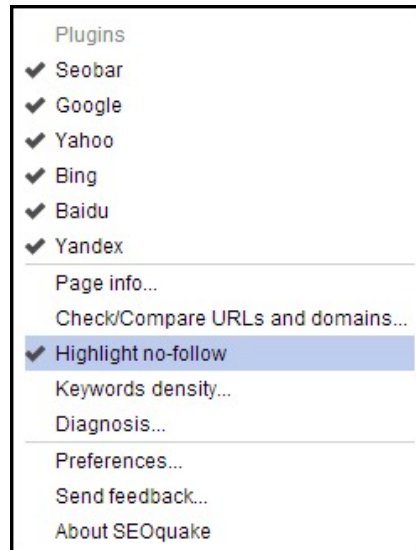 Plugins
Seobar
Google
Yahoo
Bing
Baidu
Yandex
Page info...
Check/Compare URLs and domains...
Highlight no-follow
Keywords density...
Diagnosis...
Preferences...
Send feedback...
About SEOquake